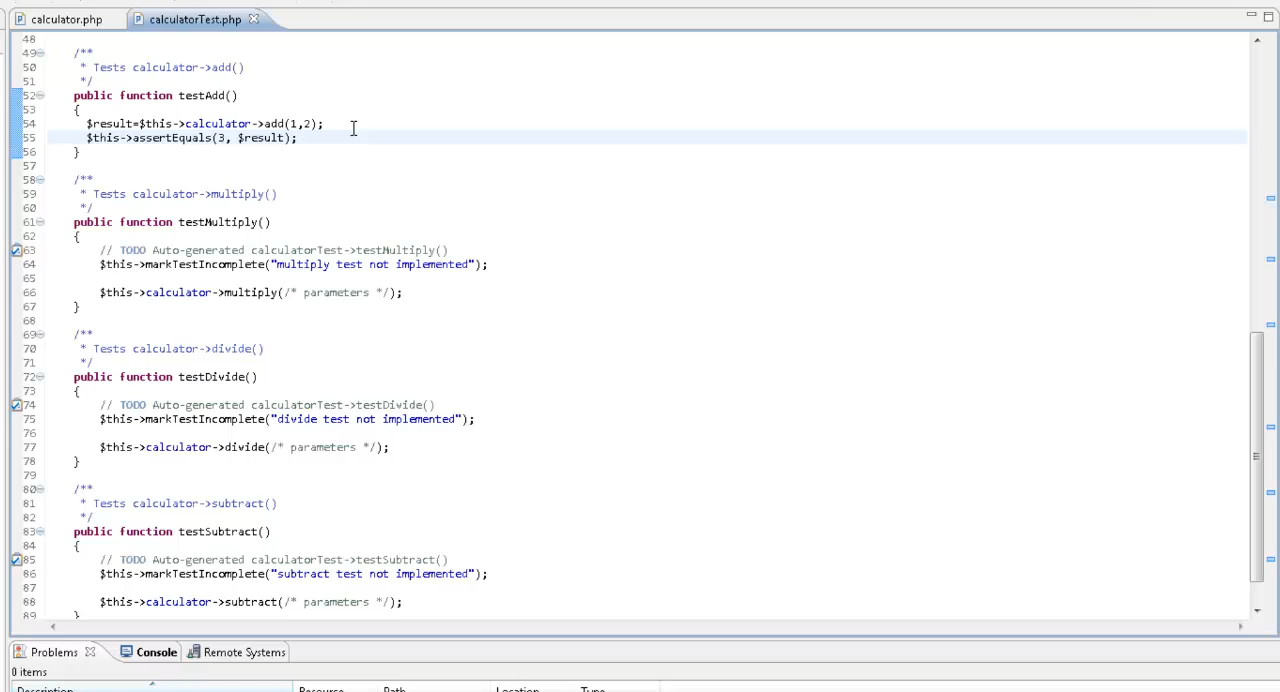 calculator.php
calculatorTest.php
48
49 /**
50 * Tests calculator->add()
51 */
52 public function testAdd()
53 {
54 $result=$this->calculator->add(1,2);
55 $this->assertEquals(3, $result);
56 }
57
58 /**
59 * Tests calculator->multiply()
60 */
61 public function testMultiply()
62 {
63 // TODO Auto-generated calculatorTest->testMultiply()
64 $this->markTestIncomplete("multiply test not implemented");
65
66 $this->calculator->multiply(/* parameters */);
67 }
68
69 /**
70 * Tests calculator->divide()
71 */
72 public function testDivide()
73 {
74 // TODO Auto-generated calculatorTest->testDivide()
75 $this->markTestIncomplete("divide test not implemented");
76
77 $this->calculator->divide(/* parameters */);
78 }
79
80 /**
81 * Tests calculator->subtract()
82 */
83 public function testSubtract()
84 {
85 // TODO Auto-generated calculatorTest->testSubtract()
86 $this->markTestIncomplete("subtract test not implemented");
87
88 $this->calculator->subtract(/* parameters */);
89 }
Problems Console Remote Systems
0 items
Description Resource Path Location Type